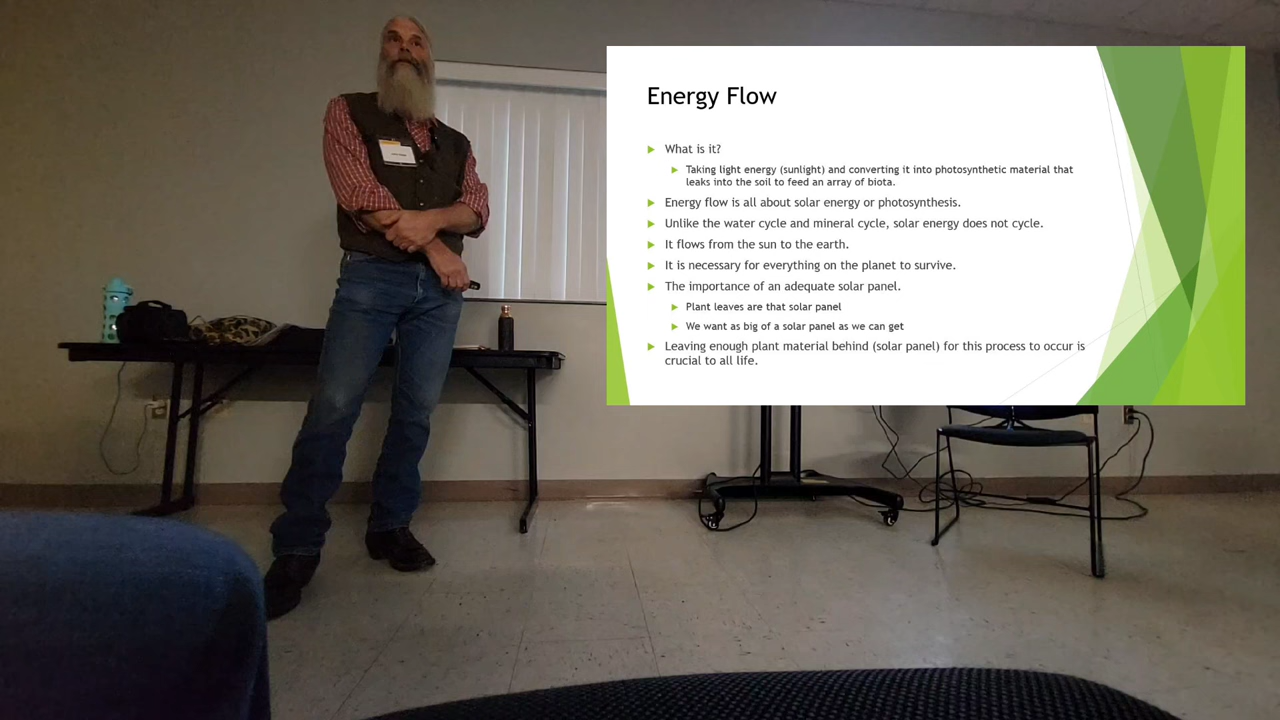 Energy Flow
What is it?
Taking light energy (sunlight) and converting it into photosynthetic material that
leaks into the soil to feed an array of biota.
Energy flow is all about solar energy or photosynthesis.
Unlike the water cycle and mineral cycle, solar energy does not cycle.
It flows from the sun to the earth.
It is necessary for everything on the planet to survive.
The importance of an adequate solar panel.
Plant leaves are that solar panel
We want as big of a solar panel as we can get
Leaving enough plant material behind (solar panel) for this process to occur is
crucial to all life.